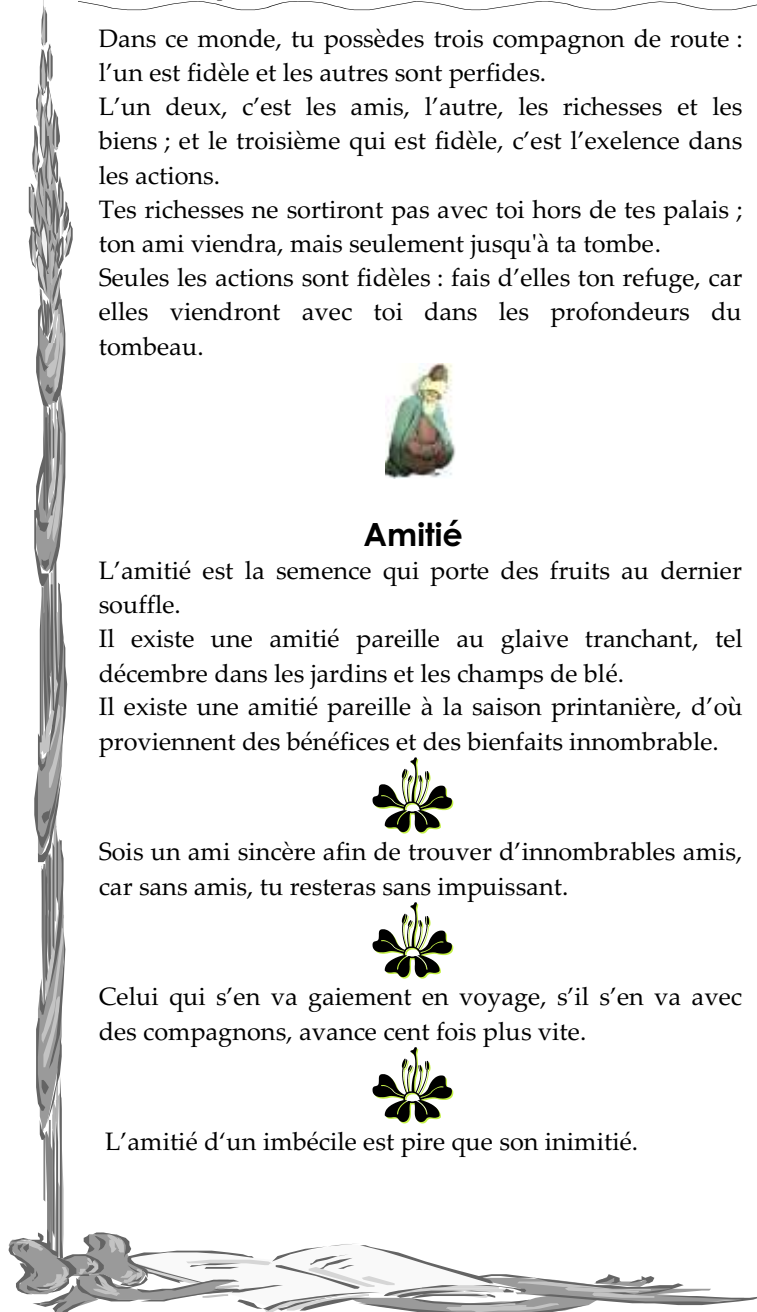 Dans ce monde, tu possèdes trois compagnon de route :
l’un est fidèle et les autres sont perfides.
L’un deux, c’est les amis, l’autre, les richesses et les
biens ; et le troisième qui est fidèle, c’est l’exelence dans
les actions.
Tes richesses ne sortiront pas avec toi hors de tes palais ;
ton ami viendra, mais seulement jusqu'à ta tombe.
Seules les actions sont fidèles : fais d’elles ton refuge, car
elles viendront avec toi dans les profondeurs du
tombeau.
Amitié
L’amitié est la semence qui porte des fruits au dernier
souffle.
Il existe une amitié pareille au glaive tranchant, tel
décembre dans les jardins et les champs de blé.
Il existe une amitié pareille à la saison printanière, d’où
proviennent des bénéfices et des bienfaits innombrable.
Sois un ami sincère afin de trouver d’innombrables amis,
car sans amis, tu resteras sans impuissant.
Celui qui s’en va gaiement en voyage, s’il s’en va avec
des compagnons, avance cent fois plus vite.
L’amitié d‘un imbécile est pire que son inimitié.